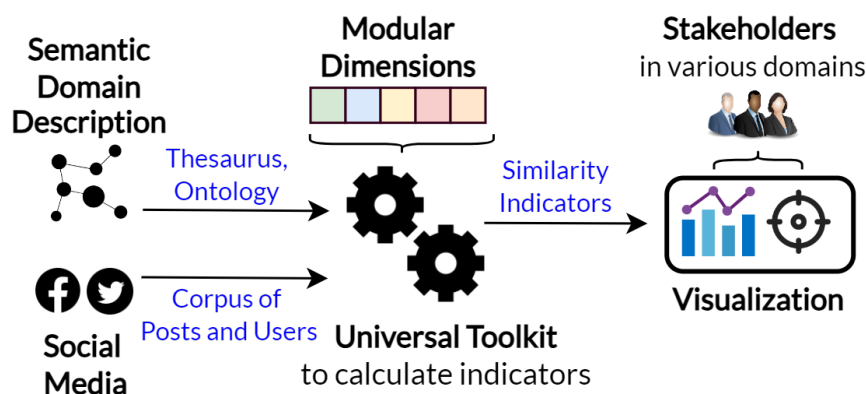 Semantic
Domain
Description
Modular
Dimensions
Stakeholders
in various domains
Thesaurus,
Ontology
Similarity
Indicators
Corpus of
Posts and Users
Social
Media
Universal Toolkit
to calculate indicators
Visualization